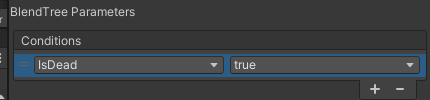 BlendTree Parameters
Conditions
IsDead true